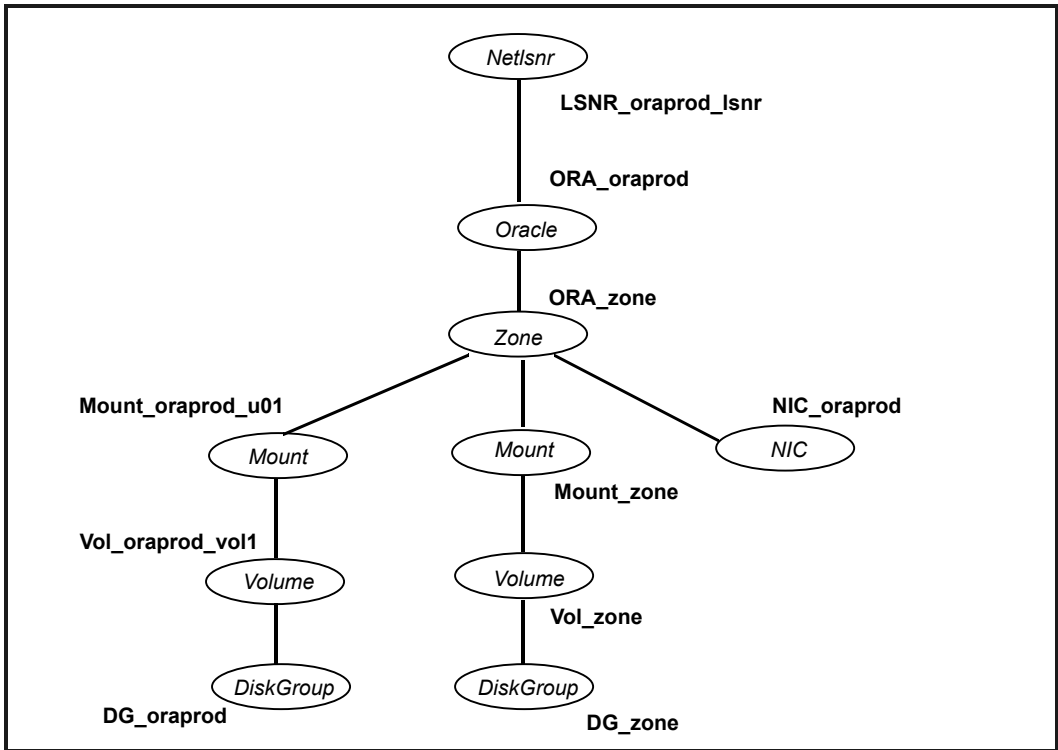 Netlsnr
LSNR_oraprod_lsnr
ORA_oraprod
Oracle
ORA_zone
Zone
Mount_oraprod_u01
NIC_oraprod
Mount
Mount
NIC
Mount_zone
Vol_oraprod_vol1
Volume
Volume
Vol_zone
DiskGroup
DiskGroup
DG_oraprod
DG_zone